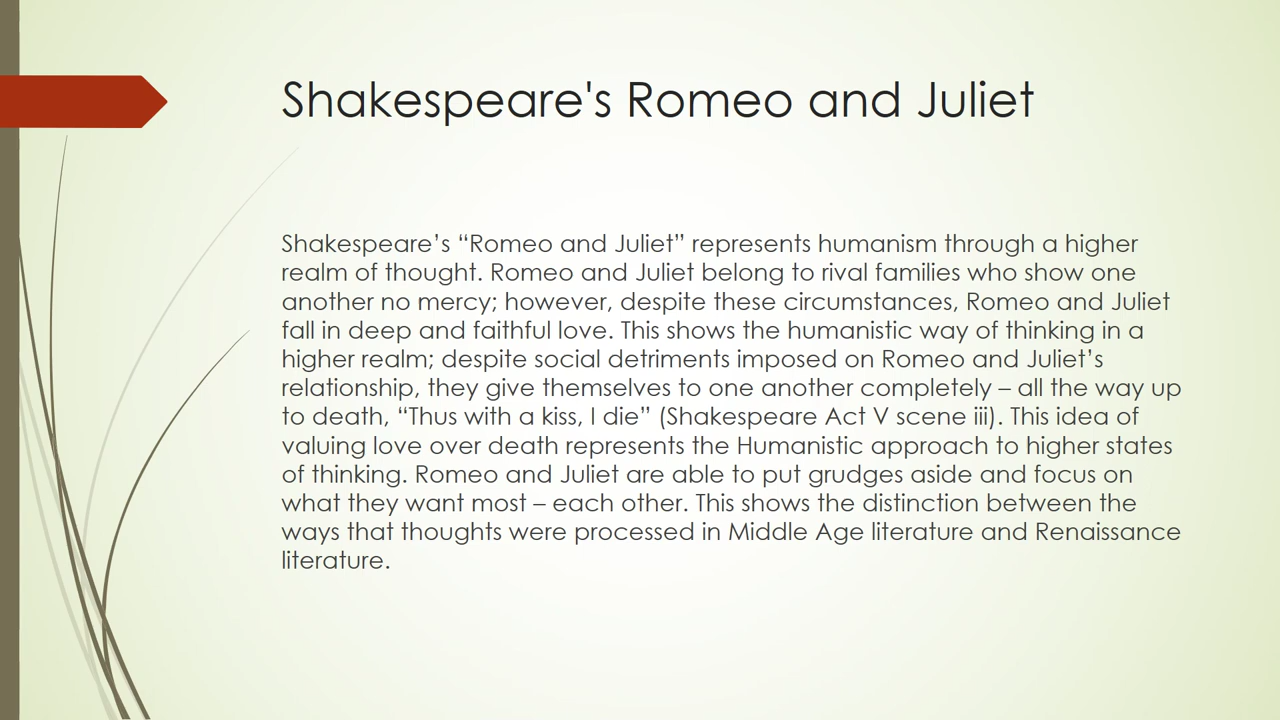 Shakespeare's Romeo and Juliet
Shakespeare’s “Romeo and Juliet” represents humanism through a higher
realm of thought. Romeo and Juliet belong to rival families who show one
another no mercy; however, despite these circumstances, Romeo and Juliet
fall in deep and faithful love. This shows the humanistic way of thinking in a
higher realm; despite social detriments imposed on Romeo and Juliet’s
relationship, they give themselves to one another completely – all the way up
to death, “Thus with a kiss, I die” (Shakespeare Act V scene iii). This idea of
valuing love over death represents the Humanistic approach to higher states
of thinking. Romeo and Juliet are able to put grudges aside and focus on
what they want most – each other. This shows the distinction between the
ways that thoughts were processed in Middle Age literature and Renaissance
literature.